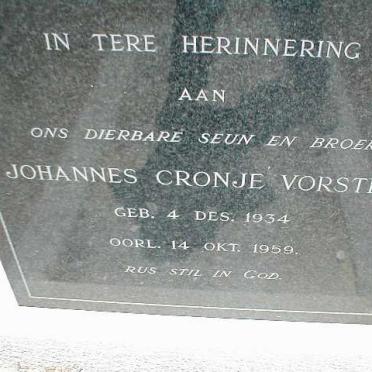 IN TERE HERINNERING
AAN
ONS DIERBARE SEUN EN BROER
JOHANNES CRONJE VORST
GEB. 4 DES. 1934
OORL. 14 OKT. 1959.
RUS STIL IN GOD.